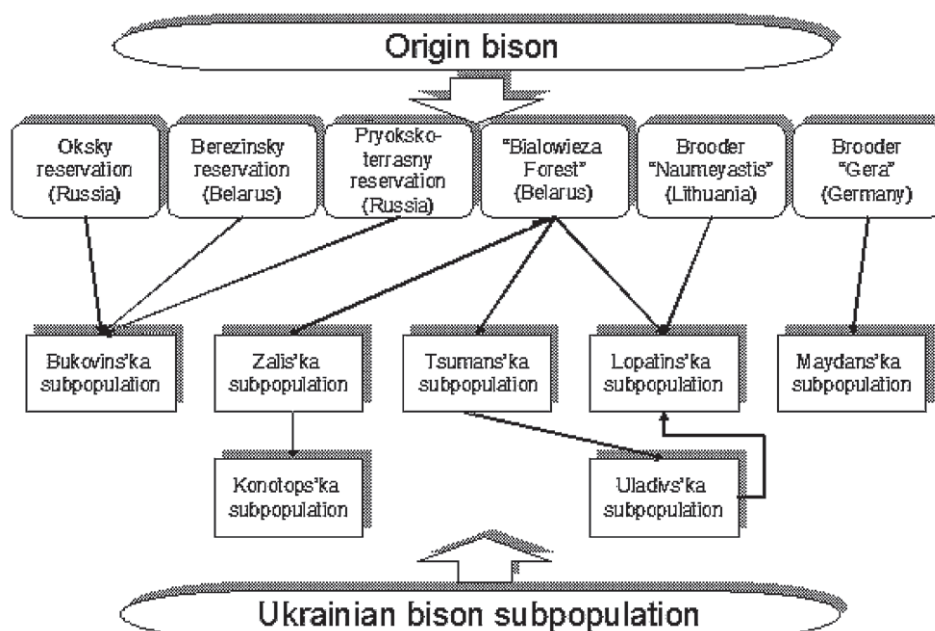 Origin bison
Oksky
reservation
(Russia)
Berezinsky
reservation
(Belarus)
Pryoksko-
terrasny
reservation
(Russia)
"Bialowieza
Forest"
(Belarus)
Brooder
"Naumeyastis"
(Lithuania)
Brooder
"Gera"
(Germany)
Bukovins'ka
subpopulation
Zalis'ka
subpopulation
Tsumans'ka
subpopulation
Lopatins'ka
subpopulation
Maydans'ka
subpopulation
Konotops'ka
subpopulation
Uladivs'ka
subpopulation
Ukrainian bison subpopulation